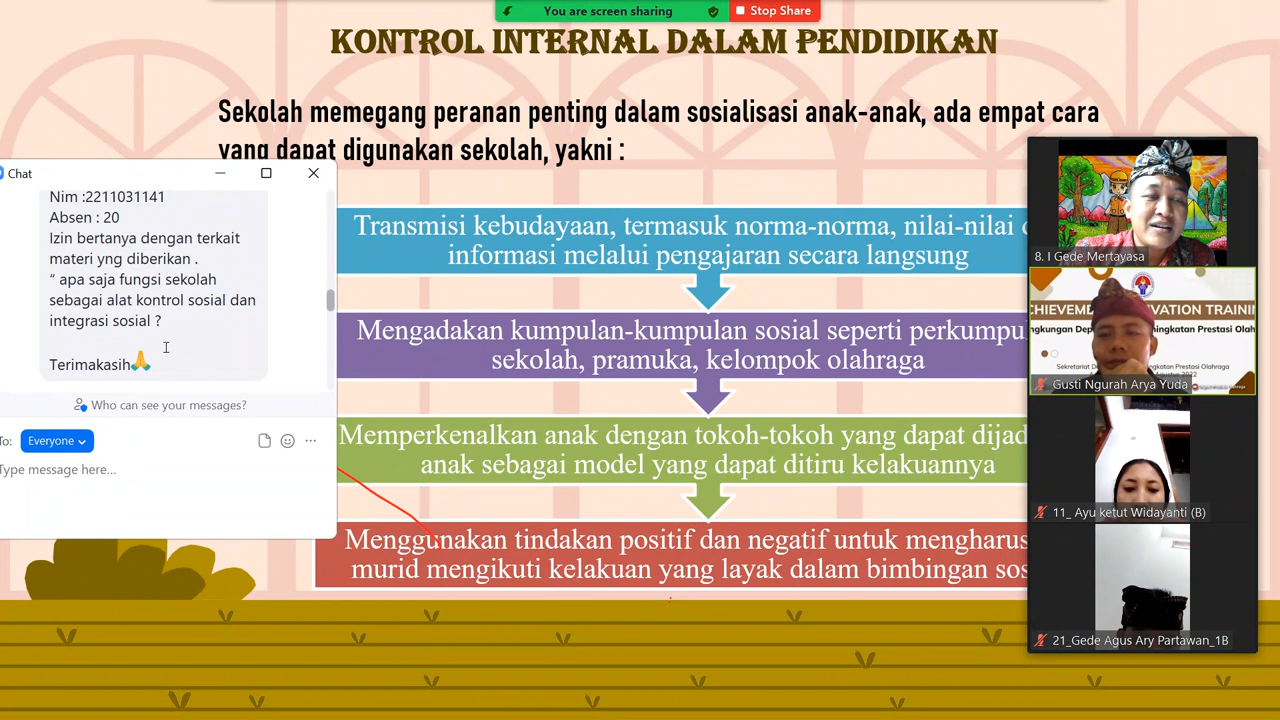 You are screen sharing
Stop Share
KONTROL INTERNAL DALAM PENDIDIKAN
Sekolah memegang peranan penting dalam sosialisasi anak-anak, ada empat cara
yang dapat digunakan sekolah, yakni :
Chat
Nim :2211031141
Absen : 20
Izin bertanya dengan terkait
materi yng diberikan .
“ apa saja fungsi sekolah
sebagai alat kontrol sosial dan
integrasi sosial ?
Terimakasih🙏
Who can see your messages?
To:
Everyone
Type message here...
Transmisi kebudayaan, termasuk norma-norma, nilai-nilai
informasi melalui pengajaran secara langsung
Mengadakan kumpulan-kumpulan sosial seperti perkumpu
sekolah, pramuka, kelompok olahraga
Memperkenalkan anak dengan tokoh-tokoh yang dapat dijad
anak sebagai model yang dapat ditiru kelakuannya
Menggunakan tindakan positif dan negatif untuk mengharus
murid mengikuti kelakuan yang layak dalam bimbingan sos
8. I Gede Mertayasa
Gusti Ngurah Arya Yuda
11_ Ayu ketut Widayanti (B)
21_Gede Agus Ary Partawan_1B